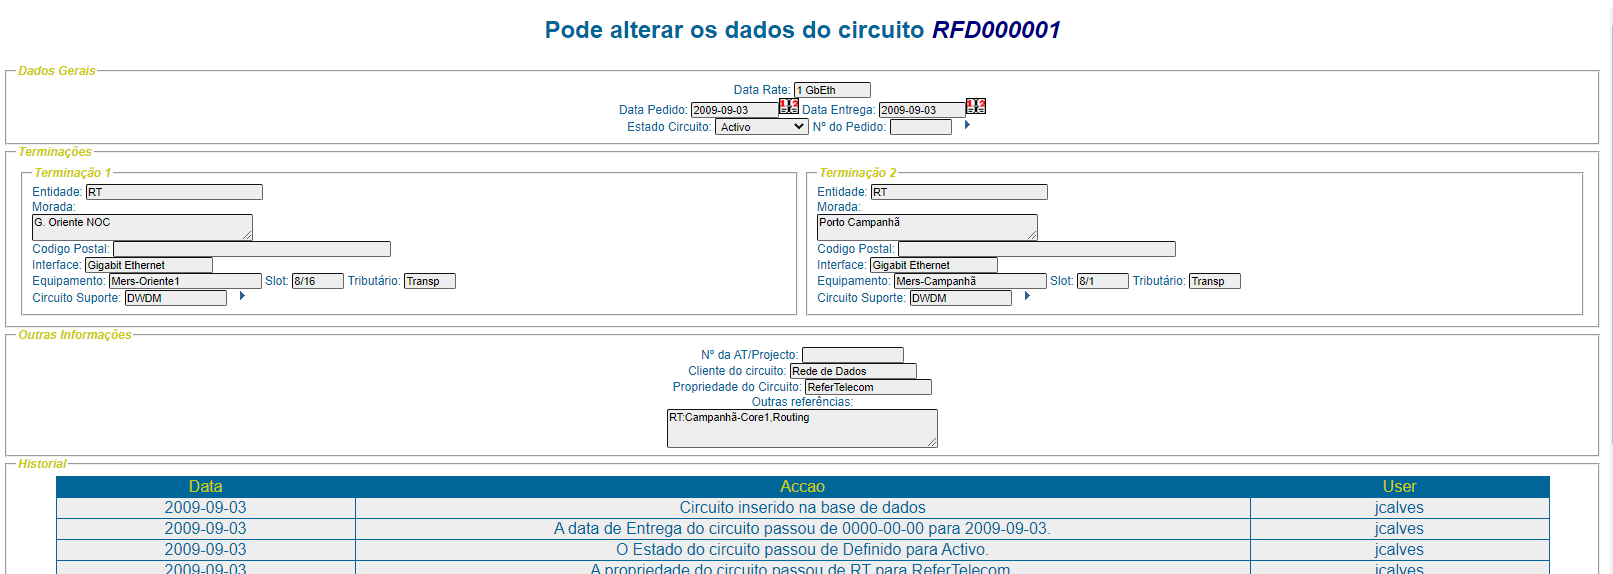 Pode alterar os dados do circuito RFD000001
Dados Gerais
Data Rate: 1 GbEth
Data Pedido: 2009-09-03 Data Entrega: 2009-09-03
Estado Circuito: Activo Nº do Pedido:
Terminações
Terminação 1
Entidade: RT
Morada:
G. Oriente NOC
Codigo Postal:
Interface: Gigabit Ethernet
Equipamento: Mers-Oriente1 Slot: 8/16 Tributário: Transp
Circuito Suporte: DWDM
Terminação 2
Entidade: RT
Morada:
Porto Campanhã
Codigo Postal:
Interface: Gigabit Ethernet
Equipamento: Mers-Campanhã Slot: 8/1 Tributário: Transp
Circuito Suporte: DWDM
Outras Informações
Nº da AT/Projecto:
Cliente do circuito: Rede de Dados
Propriedade do Circuito: ReferTelecom
Outras referências:
RT:Campanhã-Core1,Routing
Historial
Data Accao User
2009-09-03 Circuito inserido na base de dados jcalves
2009-09-03 A data de Entrega do circuito passou de 0000-00-00 para 2009-09-03. jcalves
2009-09-03 O Estado do circuito passou de Definido para Activo. jcalves
2009-09-03 A propriedade do circuito passou de RT para ReferTelecom jcalves